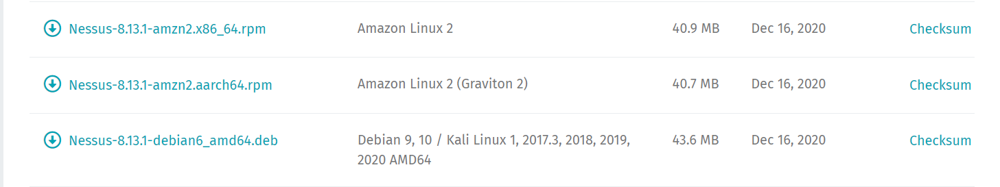 Nessus-8.13.1-amzn2.x86_64.rpm Amazon Linux 2 40.9 MB Dec 16, 2020 Checksum
Nessus-8.13.1-amzn2.aarch64.rpm Amazon Linux 2 (Graviton 2) 40.7 MB Dec 16, 2020 Checksum
Nessus-8.13.1-debian6_amd64.deb Debian 9, 10 / Kali Linux 1, 2017.3, 2018, 2019, 43.6 MB Dec 16, 2020 Checksum
2020 AMD64